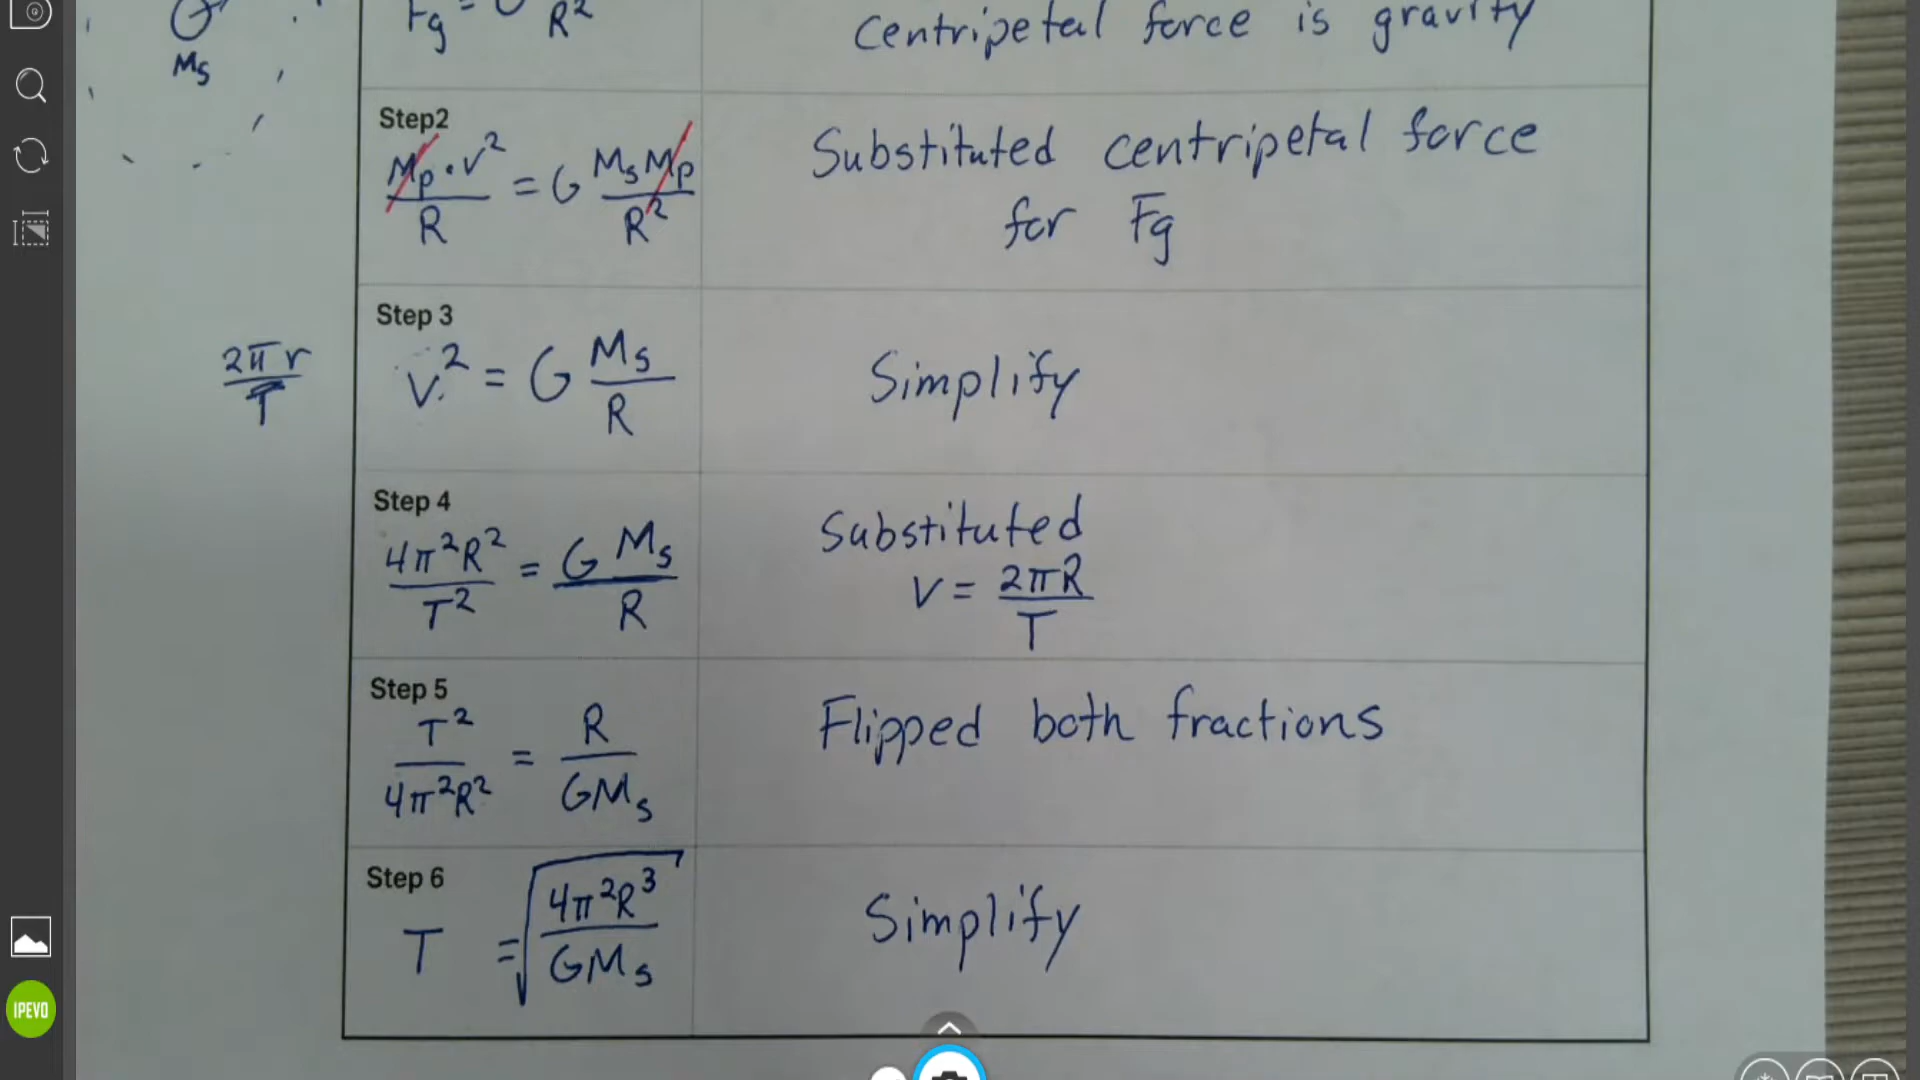 Ms
Fg = G / R²
Centripetal force is gravity
Step2
Mp · v² / R = G MsMp / R²
Substituted centripetal force
for Fg
2πr / T
Step 3
v² = G Ms / R
Simplify
Step 4
4π²R² / T² = G Ms / R
Substituted
V = 2πR / T
Step 5
T² / 4π²R² = R / GMs
Flipped both fractions
Step 6
T = √(4π²R³ / GMs)
Simplify
IPEVO